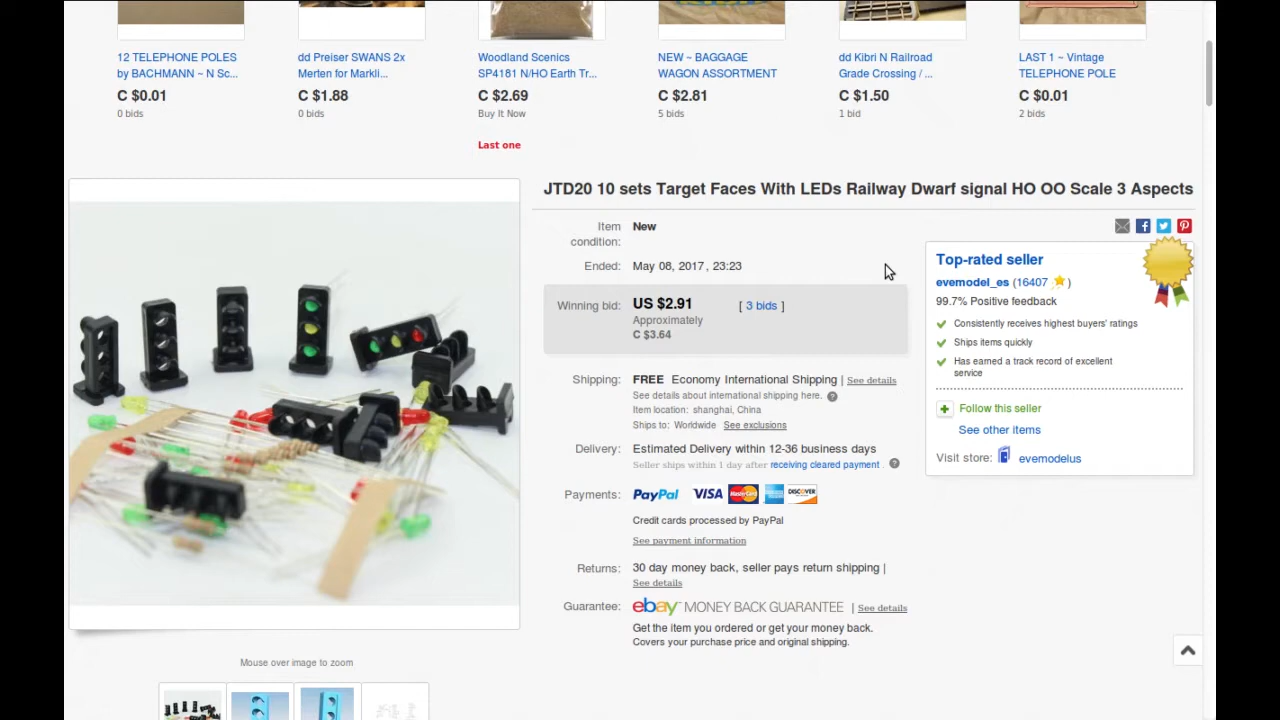 12 TELEPHONE POLES
by BACHMANN ~ N Sc...
C $0.01
0 bids
dd Preiser SWANS 2x
Merten for Markli...
C $1.88
0 bids
Woodland Scenics
SP4181 N/HO Earth Tr...
C $2.69
Buy It Now
Last one
NEW ~ BAGGAGE
WAGON ASSORTMENT
C $2.81
5 bids
dd Kibri N Railroad
Grade Crossing / ...
C $1.50
1 bid
LAST 1 ~ Vintage
TELEPHONE POLE
C $0.01
2 bids
JTD20 10 sets Target Faces With LEDs Railway Dwarf signal HO OO Scale 3 Aspects
Item
condition:
New
Ended: May 08, 2017 , 23:23
Winning bid: US $2.91 [ 3 bids ]
Approximately
C $3.64
Shipping: FREE Economy International Shipping | See details
See details about international shipping here. ?
Item location: shanghai, China
Ships to: Worldwide See exclusions
Delivery: Estimated Delivery within 12-36 business days
Seller ships within 1 day after receiving cleared payment . ?
Payments: PayPal VISA MasterCard AMERICAN EXPRESS DISCOVER
Credit cards processed by PayPal
See payment information
Returns: 30 day money back, seller pays return shipping |
See details
Guarantee: ebay™ MONEY BACK GUARANTEE | See details
Get the item you ordered or get your money back.
Covers your purchase price and original shipping.
Top-rated seller
evemodel_es (16407 )
99.7% Positive feedback
Consistently receives highest buyers' ratings
Ships items quickly
Has earned a track record of excellent
service
Follow this seller
See other items
Visit store: evemodelus
Mouse over image to zoom